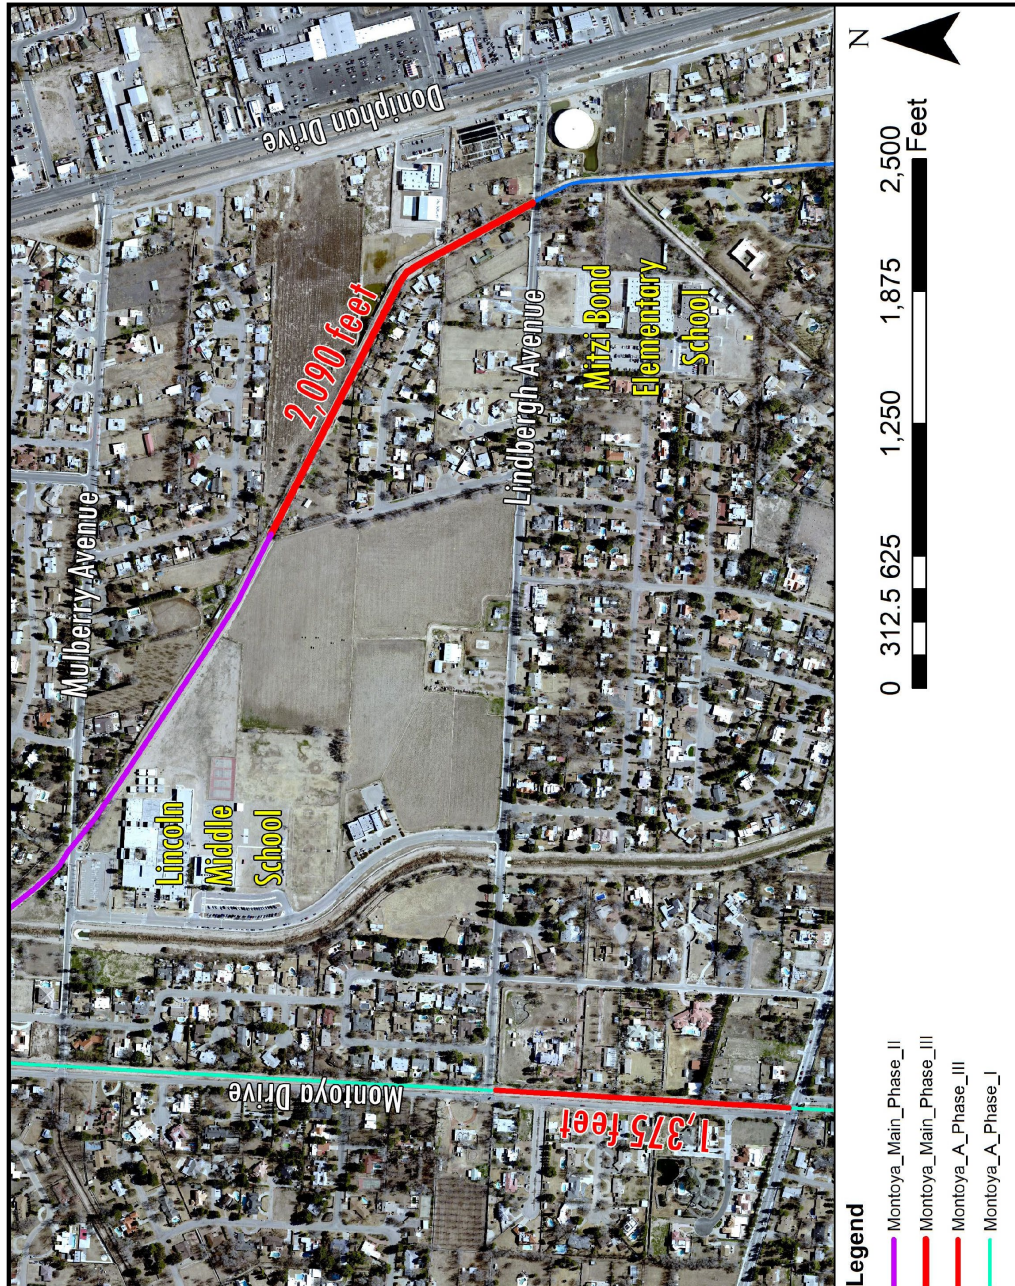 Doniphan Drive
2,090 feet
Mulberry Avenue
Lindbergh Avenue
Mitzi Bond
Elementary
School
Lincoln
Middle
School
Montoya Drive
1,375 feet
N
0 312.5 625 1,250 1,875 2,500
Feet
Legend
Montoya_Main_Phase_II
Montoya_Main_Phase_III
Montoya_A_Phase_III
Montoya_A_Phase_I